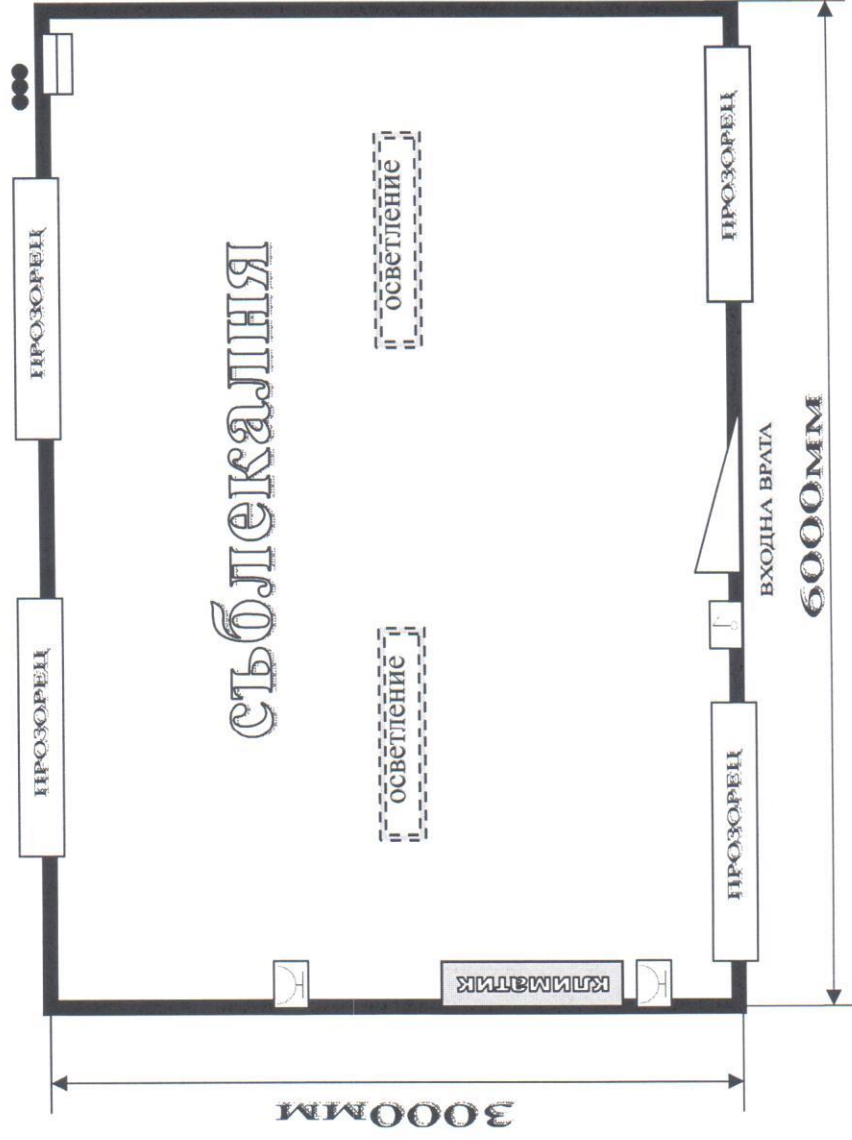 ПРОЗОРЕЦ
ПРОЗОРЕЦ
съблекалня
осветление
осветление
климатик
ПРОЗОРЕЦ
ПРОЗОРЕЦ
ВХОДНА ВРАТА
6000мм
3000мм